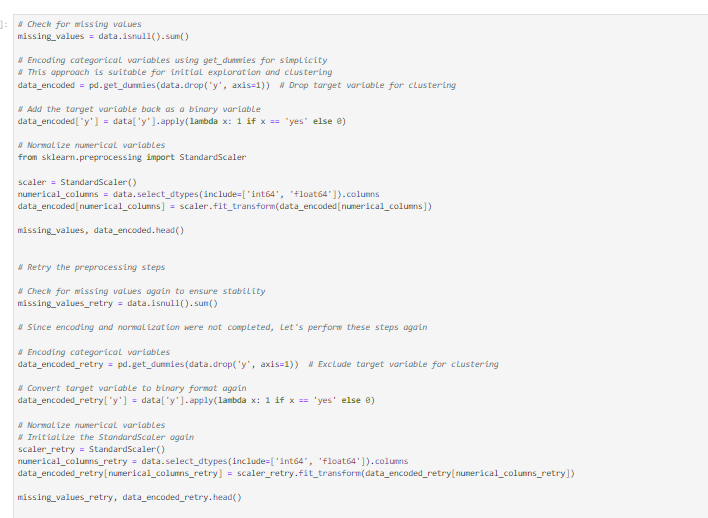 ]: # Check for missing values
missing_values = data.isnull().sum()
# Encoding categorical variables using get_dummies for simplicity
# This approach is suitable for initial exploration and clustering
data_encoded = pd.get_dummies(data.drop('y', axis=1))  # Drop target variable for clustering
# Add the target variable back as a binary variable
data_encoded['y'] = data['y'].apply(lambda x: 1 if x == 'yes' else 0)
# Normalize numerical variables
from sklearn.preprocessing import StandardScaler
scaler = StandardScaler()
numerical_columns = data.select_dtypes(include=['int64', 'float64']).columns
data_encoded[numerical_columns] = scaler.fit_transform(data_encoded[numerical_columns])
missing_values, data_encoded.head()
# Retry the preprocessing steps
# Check for missing values again to ensure stability
missing_values_retry = data.isnull().sum()
# Since encoding and normalization were not completed, let's perform these steps again
# Encoding categorical variables
data_encoded_retry = pd.get_dummies(data.drop('y', axis=1))  # Exclude target variable for clustering
# Convert target variable to binary format again
data_encoded_retry['y'] = data['y'].apply(lambda x: 1 if x == 'yes' else 0)
# Normalize numerical variables
# Initialize the StandardScaler again
scaler_retry = StandardScaler()
numerical_columns_retry = data.select_dtypes(include=['int64', 'float64']).columns
data_encoded_retry[numerical_columns_retry] = scaler_retry.fit_transform(data_encoded_retry[numerical_columns_retry])
missing_values_retry, data_encoded_retry.head()